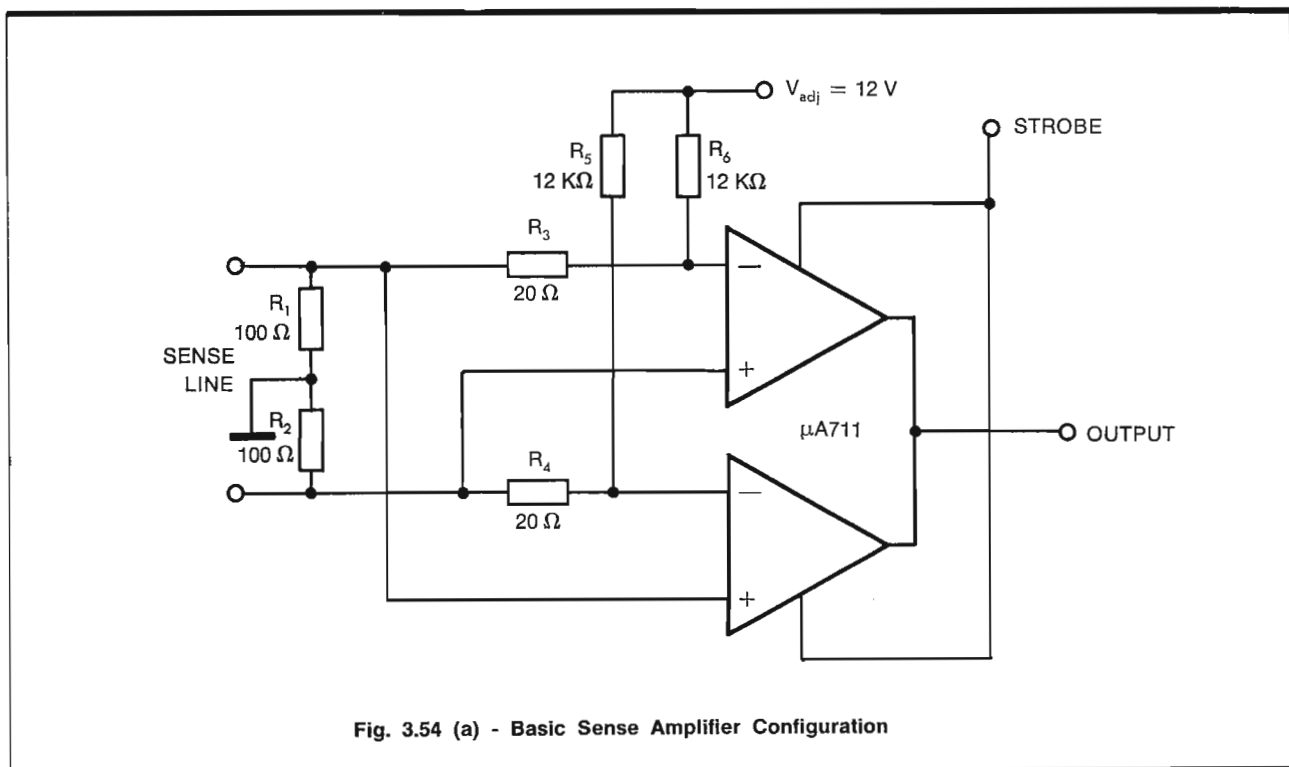 V_adj = 12 V
STROBE
R5
12 KΩ
R6
12 KΩ
R3
20 Ω
−
R1
100 Ω
SENSE
LINE
+
R2
100 Ω
µA711
OUTPUT
R4
20 Ω
−
+
Fig. 3.54 (a) - Basic Sense Amplifier Configuration